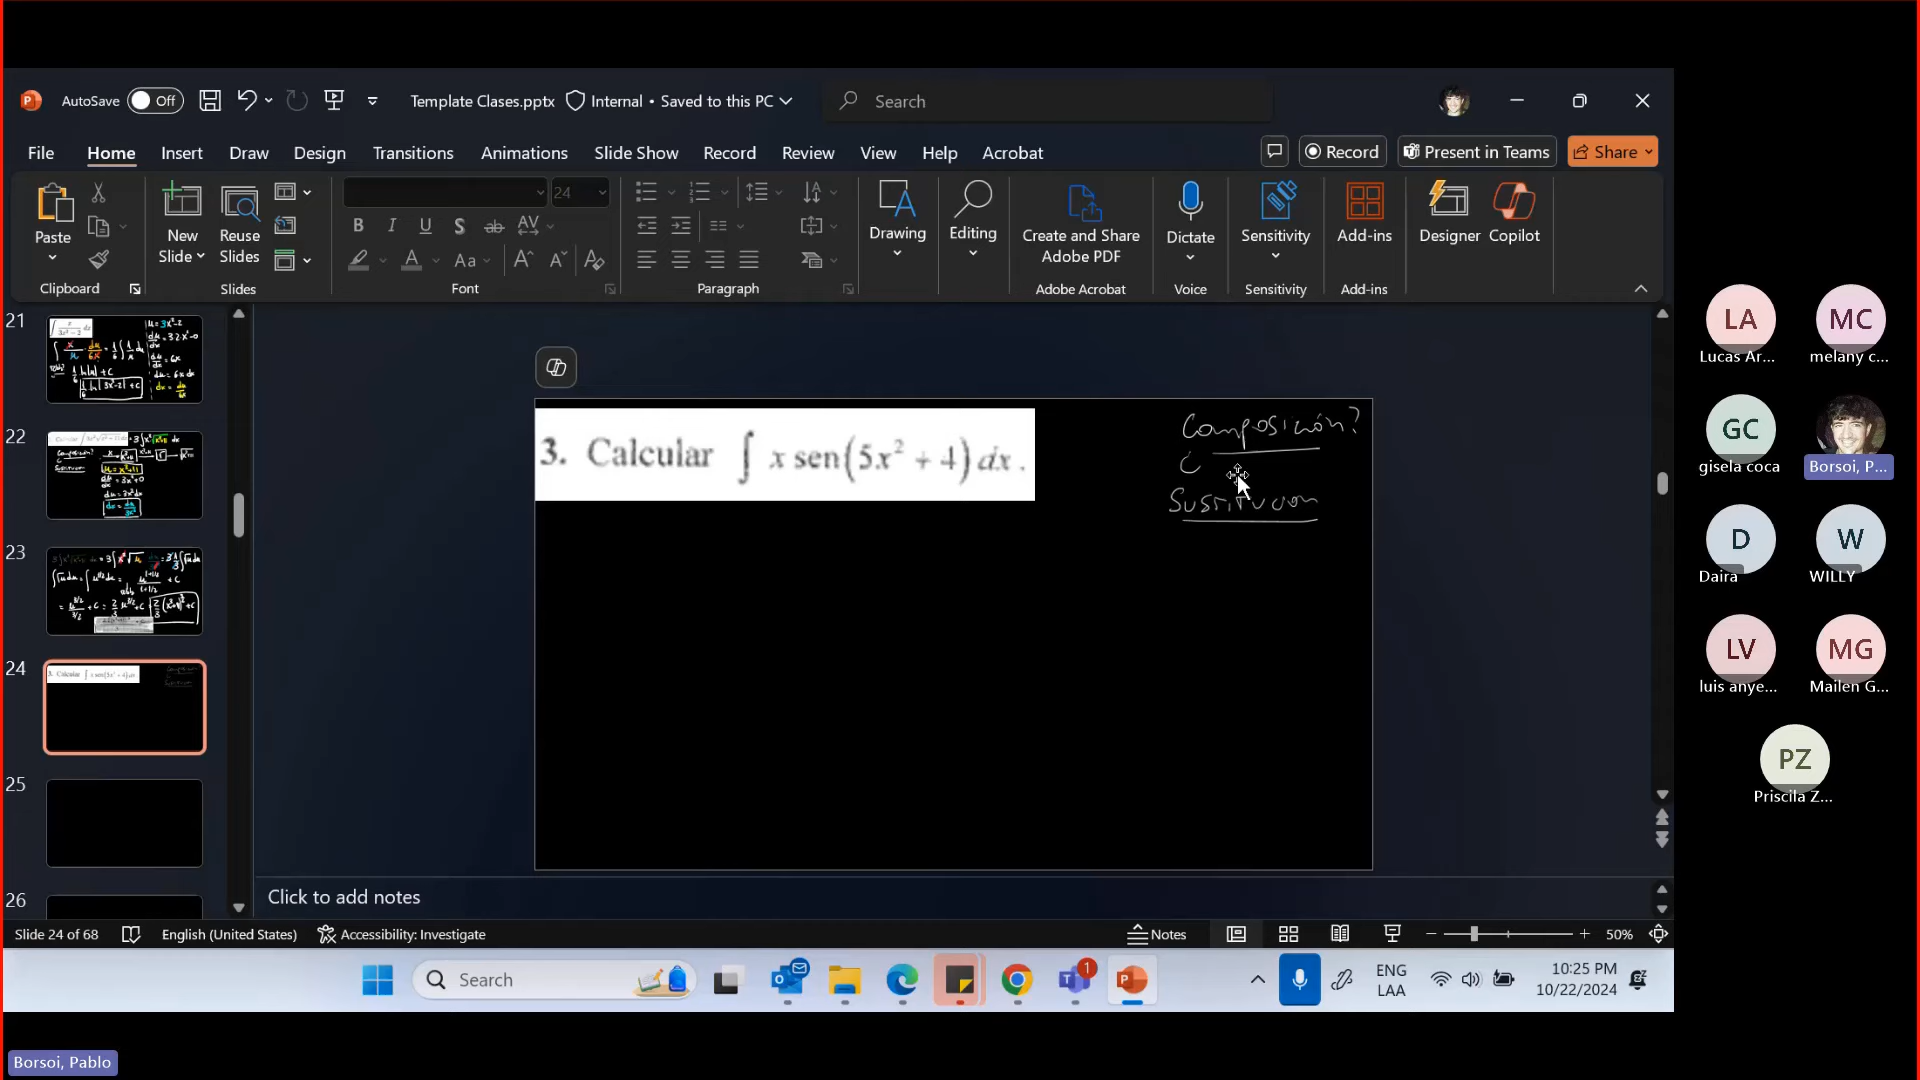 AutoSave Off Template Clases.pptx Internal • Saved to this PC Search
File Home Insert Draw Design Transitions Animations Slide Show Record Review View Help Acrobat Record Present in Teams Share
24
Paste New Slide Reuse Slides B I U S ab AV Aa A A Drawing Editing Create and Share Adobe PDF Dictate Sensitivity Add-ins Designer Copilot
Clipboard Slides Font Paragraph Adobe Acrobat Voice Sensitivity Add-ins
21
22
23
24
25
26
3. Calcular ∫ x sen(5x² + 4) dx .
Composición?
¿
Sustitucion
Click to add notes
Slide 24 of 68 English (United States) Accessibility: Investigate Notes 50%
Search ENG LAA 10:25 PM 10/22/2024
1
LA MC
Lucas Ar... melany c...
GC
gisela coca Borsoi, P...
D W
Daira WILLY
LV MG
luis anye... Mailen G...
PZ
Priscila Z...
Borsoi, Pablo